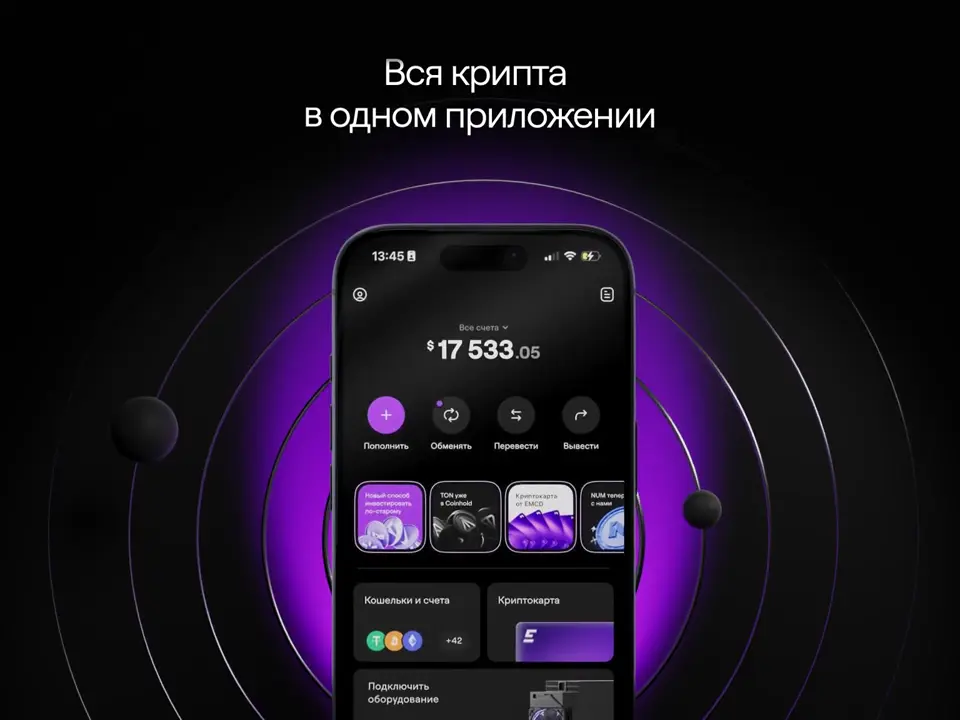 Вся крипта
в одном приложении
13:45
Все счета
$17 533.05
Пополнить
Обменять
Перевести
Вывести
Новый способ
инвестировать
по-старому
TON уже
в Coinhold
Криптокарта
от EMCD
NUM тепер
с нами
Кошельки и счета
+42
Криптокарта
Подключить
оборудование